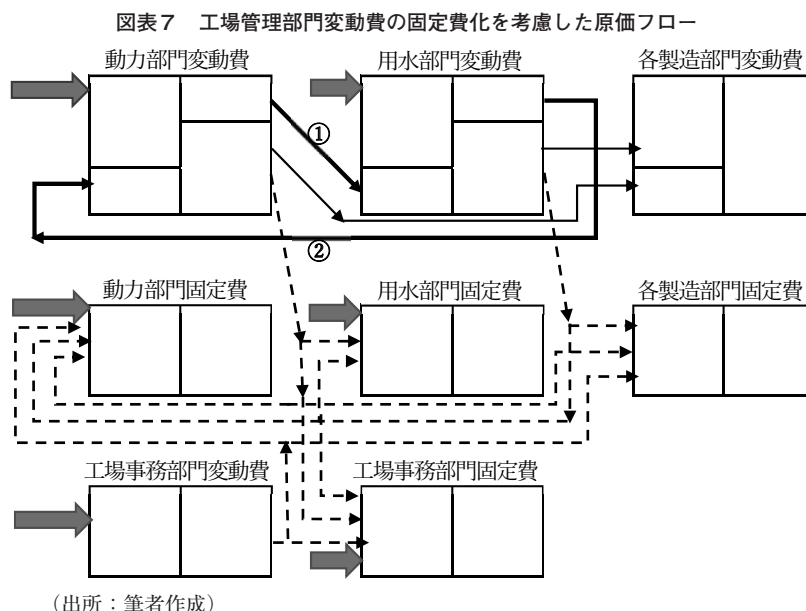 図表７　工場管理部門変動費の固定費化を考慮した原価フロー
動力部門変動費
用水部門変動費
各製造部門変動費
①
②
動力部門固定費
用水部門固定費
各製造部門固定費
工場事務部門変動費
工場事務部門固定費
（出所：筆者作成）